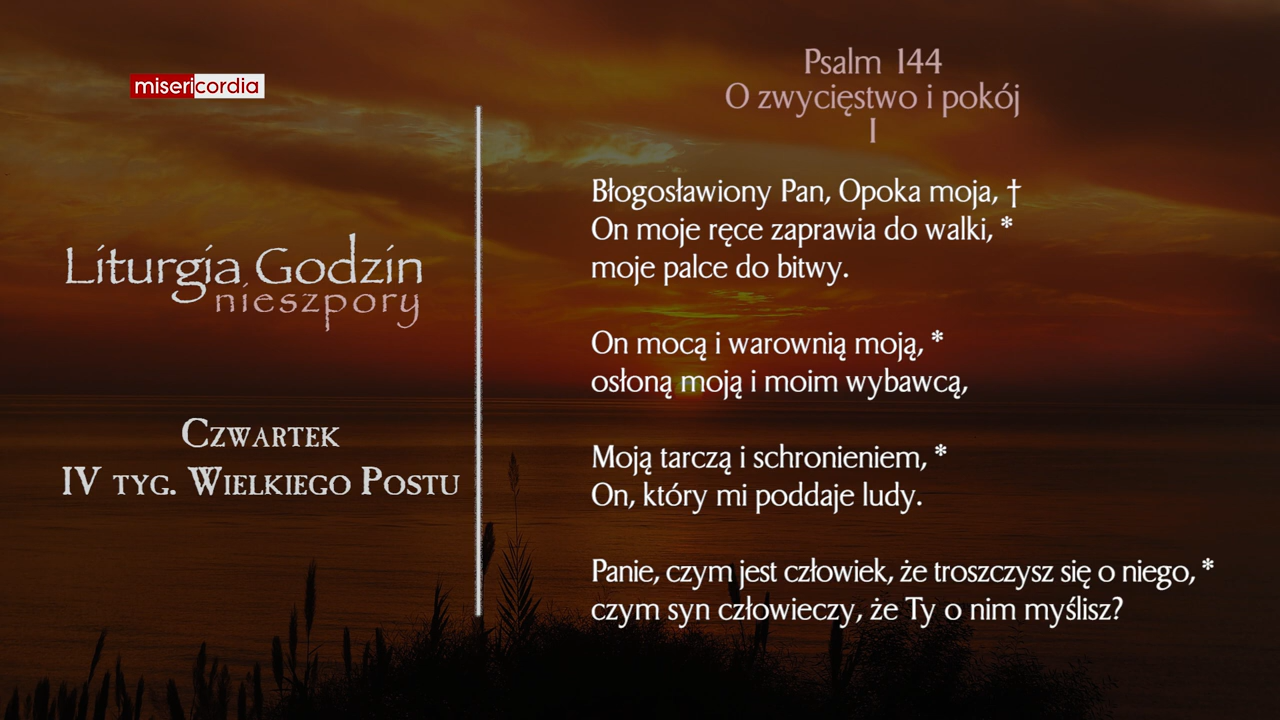 misericordia
Liturgia Godzin
nieszpory
Czwartek
IV tyg. Wielkiego Postu
Psalm 144
O zwycięstwo i pokój
I
Błogosławiony Pan, Opoka moja, †
On moje ręce zaprawia do walki, *
moje palce do bitwy.
On mocą i warownią moją, *
osłoną moją i moim wybawcą,
Moją tarczą i schronieniem, *
On, który mi poddaje ludy.
Panie, czym jest człowiek, że troszczysz się o niego, *
czym syn człowieczy, że Ty o nim myślisz?